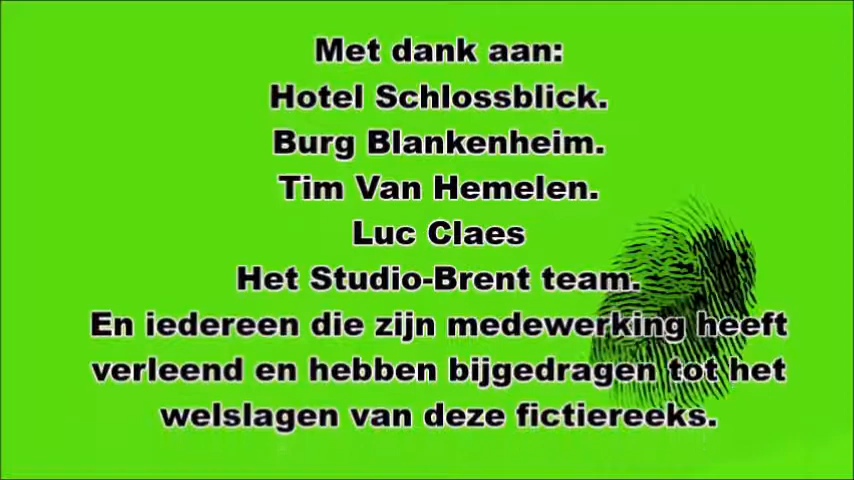 Met dank aan:
Hotel Schlossblick.
Burg Blankenheim.
Tim Van Hemelen.
Luc Claes
Het Studio-Brent team.
En iedereen die zijn medewerking heeft
verleend en hebben bijgedragen tot het
welslagen van deze fictiereeks.